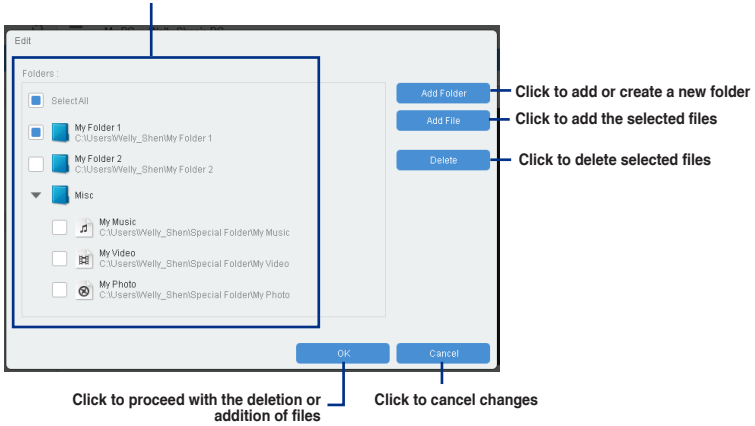 Edit
Folders :
SelectAll
My Folder 1
C:\Users\Welly_Shen\My Folder 1
My Folder 2
C:\Users\Welly_Shen\My Folder 2
Misc
My Music
C:\Users\Welly_Shen\Special Folder\My Music
My Video
C:\Users\Welly_Shen\Special Folder\My Video
My Photo
C:\Users\Welly_Shen\Special Folder\My Photo
Add Folder
Click to add or create a new folder
Add File
Click to add the selected files
Delete
Click to delete selected files
OK
Cancel
Click to proceed with the deletion or
addition of files
Click to cancel changes